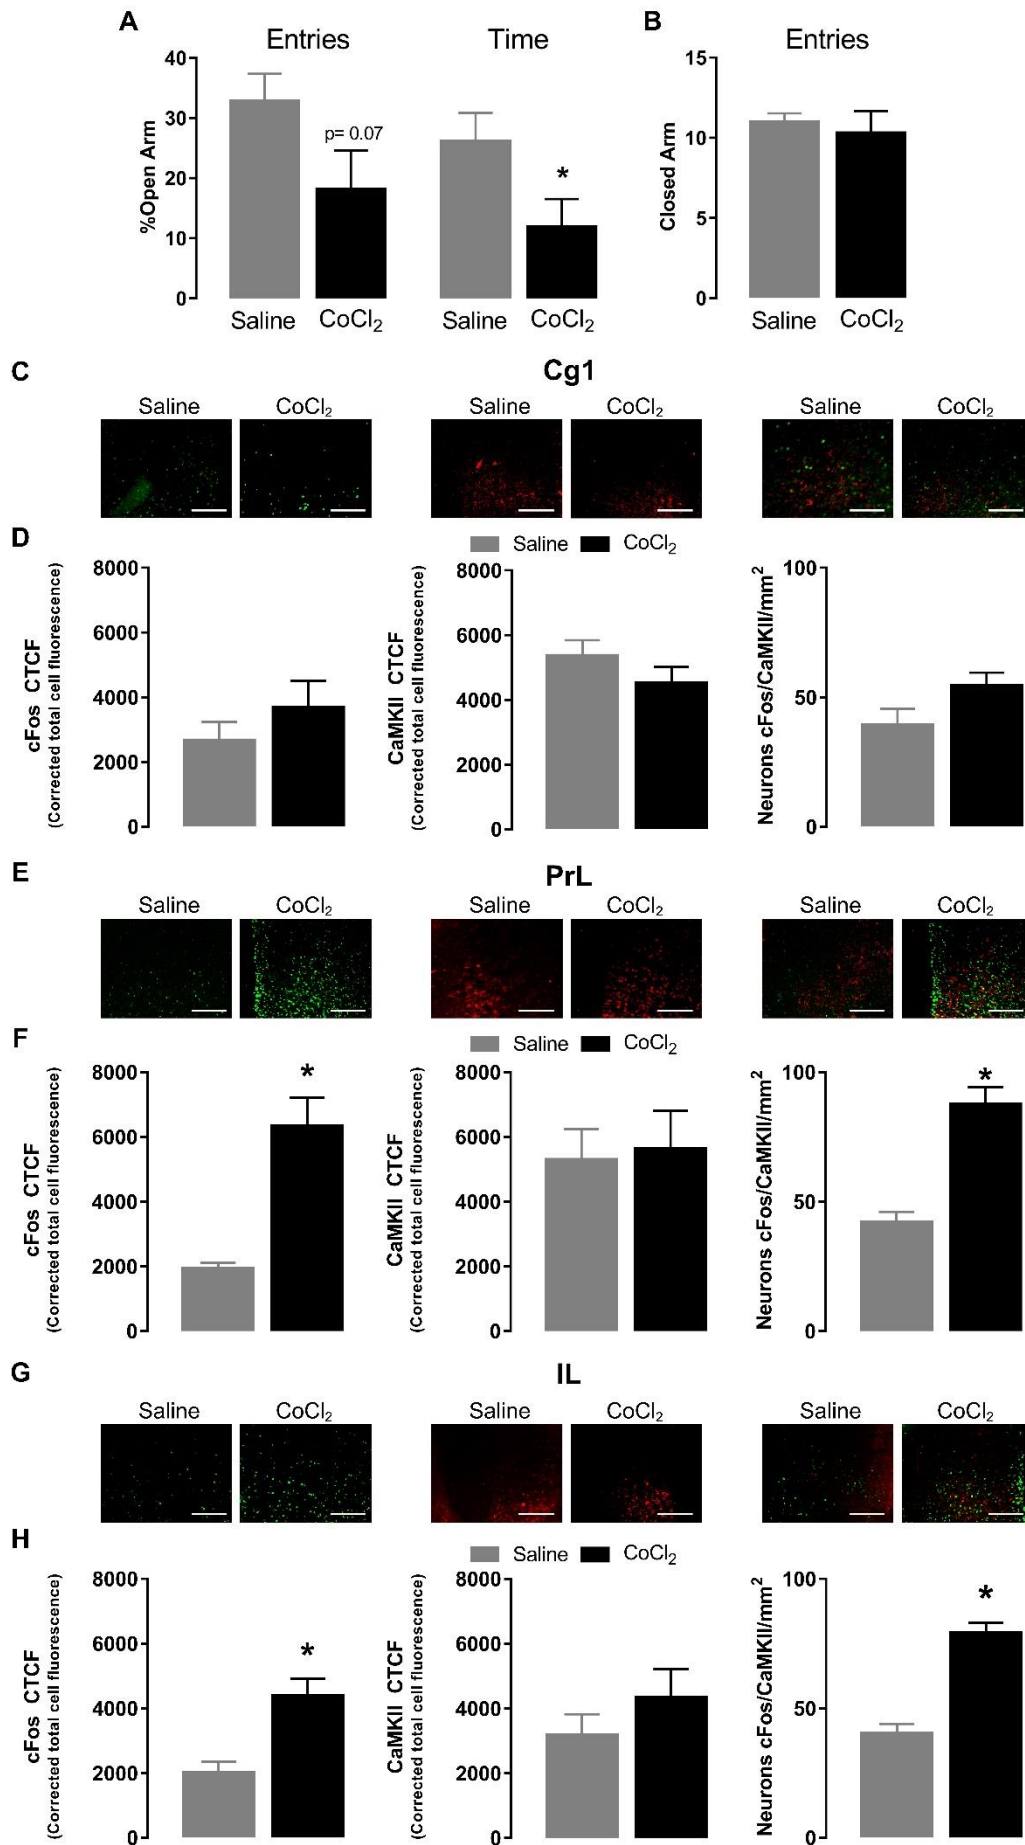 A
Entries
Time
B
Entries
%Open Arm
40
30
20
10
0
p= 0.07
*
Saline
CoCl₂
Saline
CoCl₂
Closed Arm
15
10
5
0
Saline
CoCl₂
C
Cg1
Saline
CoCl₂
Saline
CoCl₂
Saline
CoCl₂
D
Saline
CoCl₂
cFos CTCF
(Corrected total cell fluorescence)
8000
6000
4000
2000
0
CaMKII CTCF
(Corrected total cell fluorescence)
8000
6000
4000
2000
0
Neurons cFos/CaMKII/mm²
100
50
0
E
PrL
Saline
CoCl₂
Saline
CoCl₂
Saline
CoCl₂
F
Saline
CoCl₂
cFos CTCF
(Corrected total cell fluorescence)
8000
6000
4000
2000
0
*
CaMKII CTCF
(Corrected total cell fluorescence)
8000
6000
4000
2000
0
Neurons cFos/CaMKII/mm²
100
50
0
*
G
IL
Saline
CoCl₂
Saline
CoCl₂
Saline
CoCl₂
H
Saline
CoCl₂
cFos CTCF
(Corrected total cell fluorescence)
8000
6000
4000
2000
0
*
CaMKII CTCF
(Corrected total cell fluorescence)
8000
6000
4000
2000
0
Neurons cFos/CaMKII/mm²
100
50
0
*